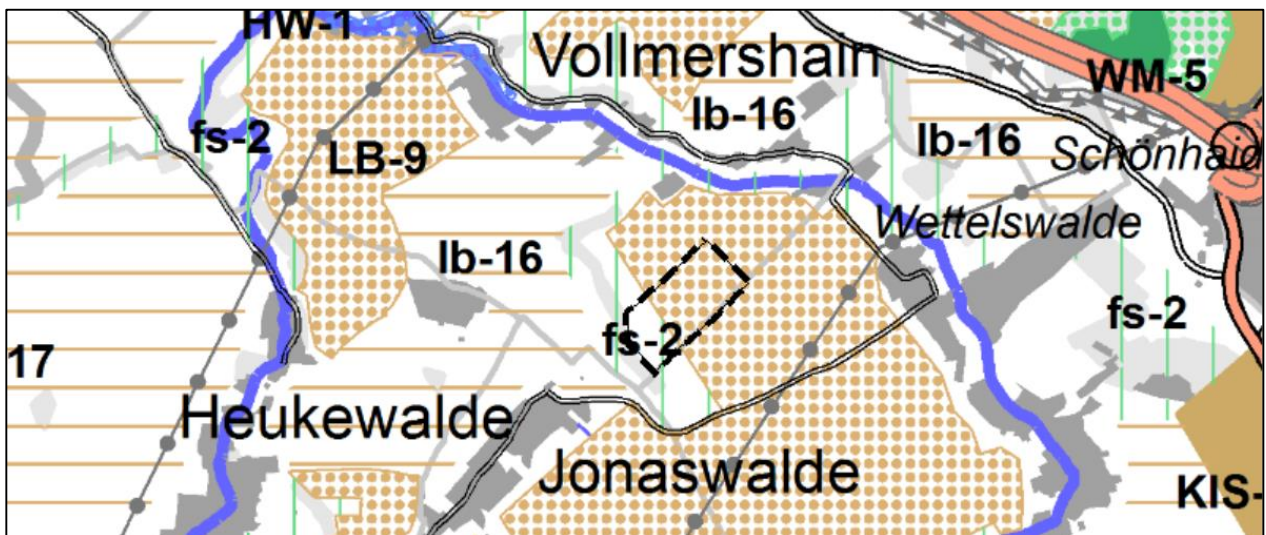 HW-1
Vollmershain
WM-5
fs-2
LB-9
lb-16
lb-16
Schönhaid
Wettelswalde
lb-16
fs-2
fs-2
17
Heukewalde
Jonaswalde
KIS-